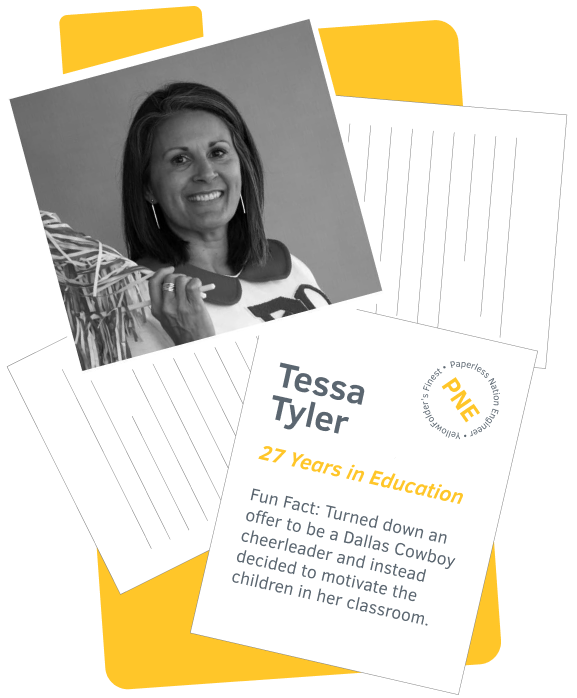 Tessa
Tyler
PNE
YellowFolder's Finest • Paperless Nation Engineer •
27 Years in Education
Fun Fact: Turned down an
offer to be a Dallas Cowboy
cheerleader and instead
decided to motivate the
children in her classroom.